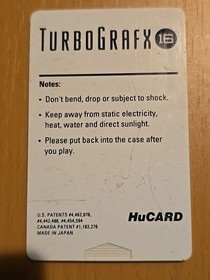 TURBOGRAFX 16
Notes:
• Don't bend, drop or subject to shock.
• Keep away from static electricity,
heat, water and direct sunlight.
• Please put back into the case after
you play.
U.S. PATENTS #4,462,076,
#4,442,486, #4,454,594
CANADA PATENT #1,183,276
MADE IN JAPAN
HuCARD